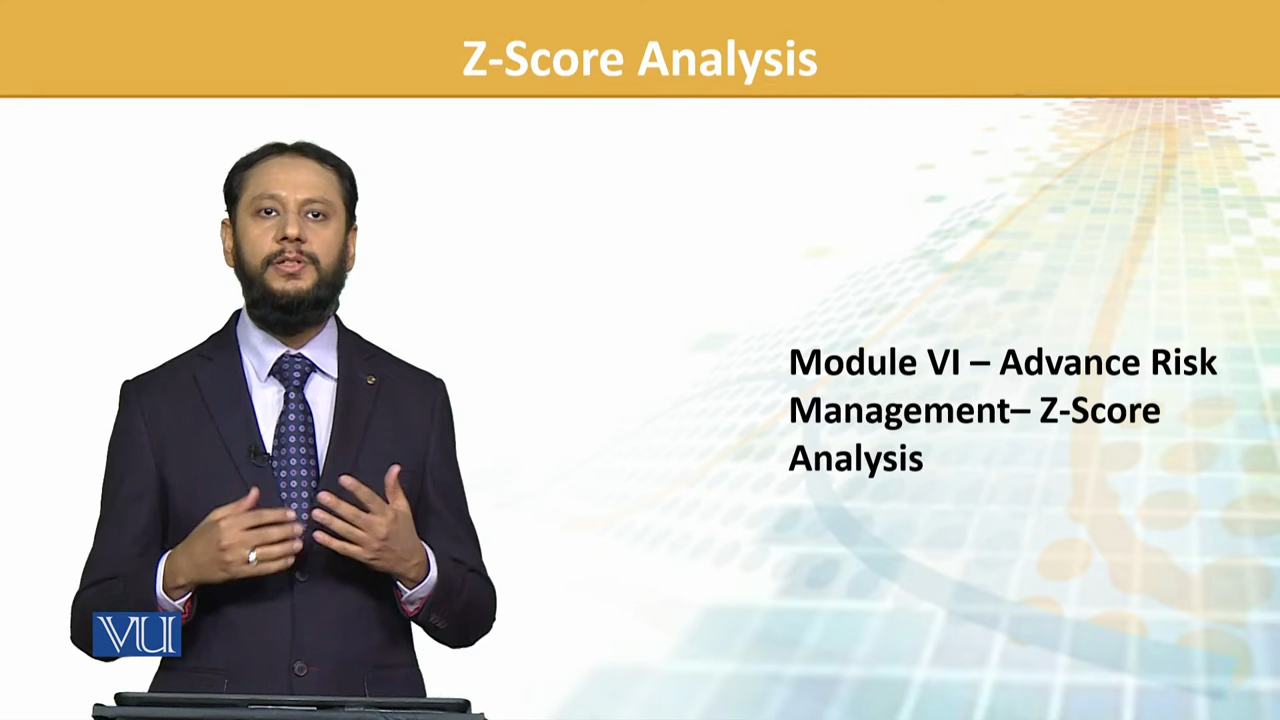 Z-Score Analysis
Module VI – Advance Risk
Management– Z-Score
Analysis
VU